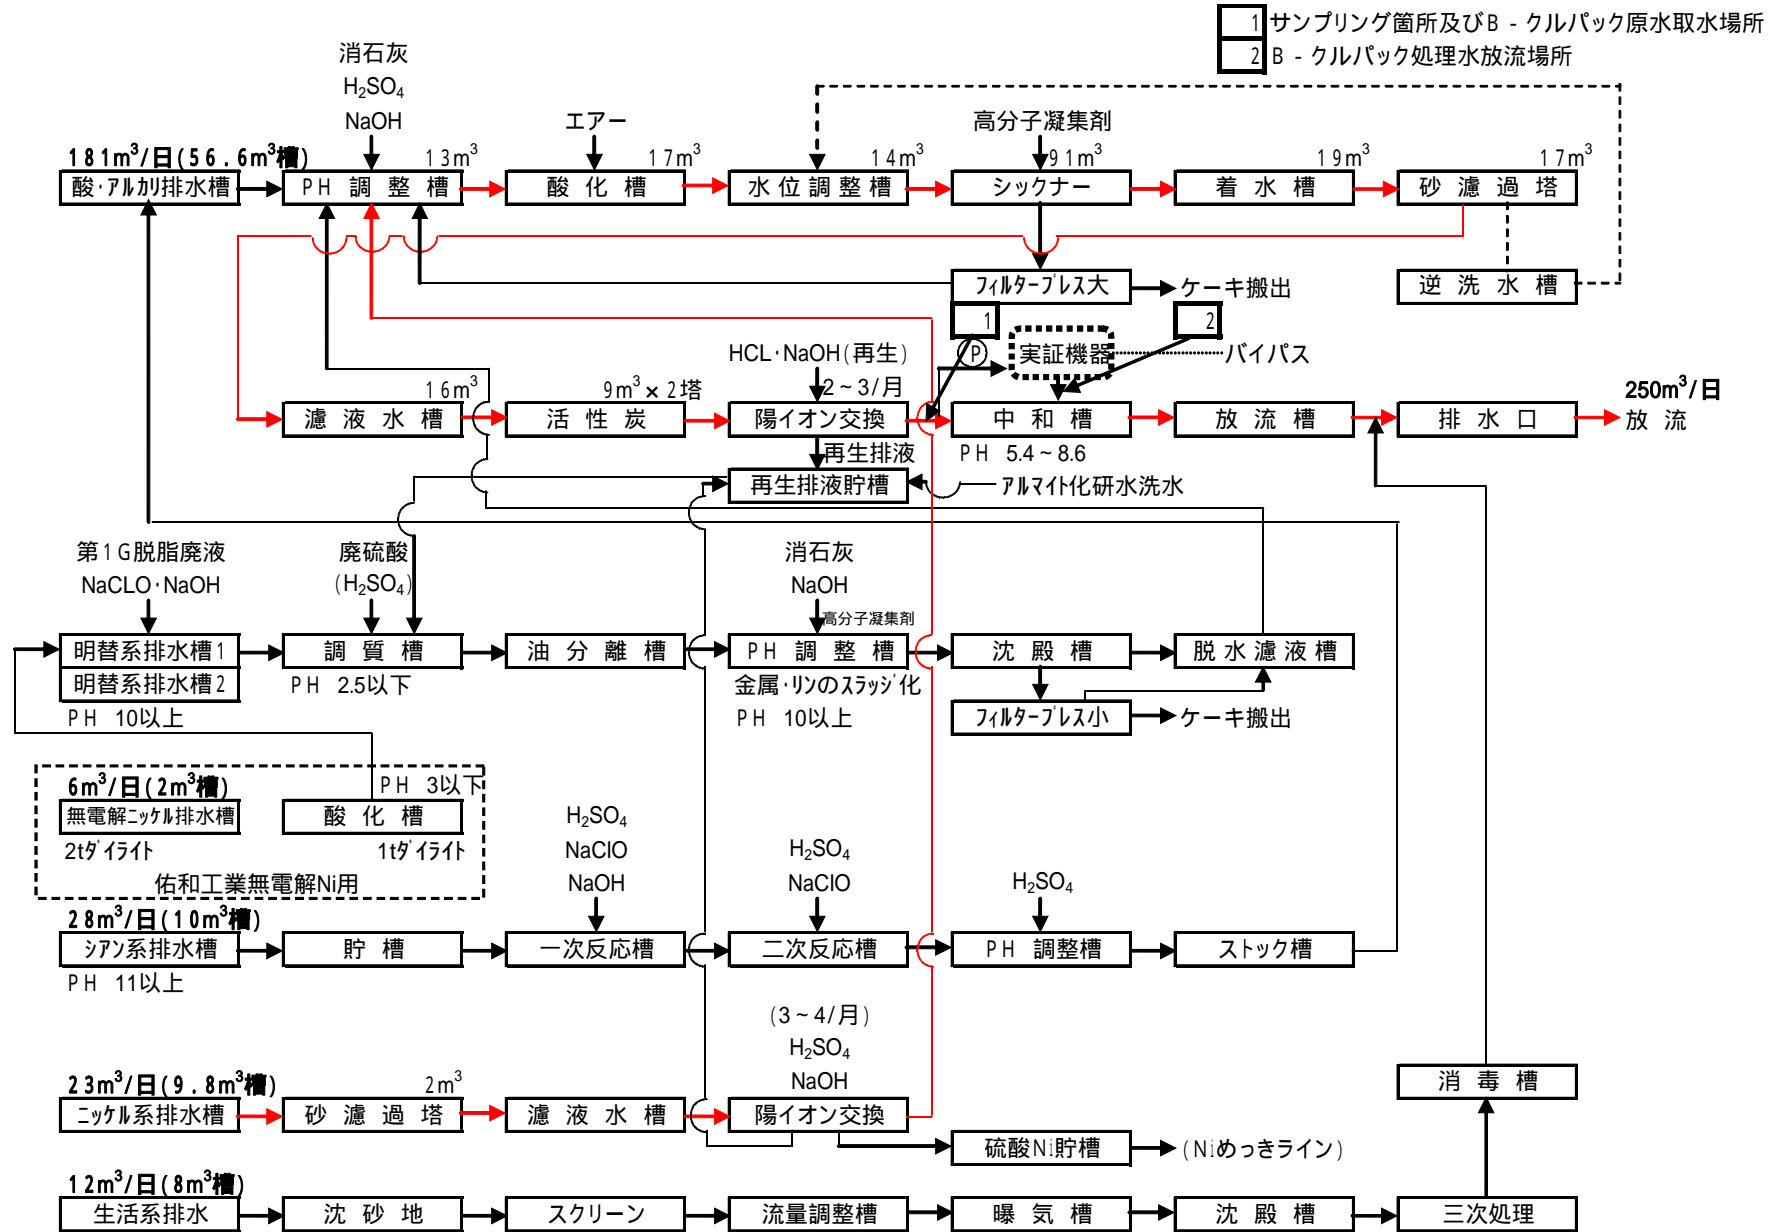 1 サンプリング箇所及びB - クルパック原水取水場所
2 B - クルパック処理水放流場所
消石灰
H₂SO₄
NaOH
エアー
高分子凝集剤
181m³/日(56.6m³槽)
13m³
17m³
14m³
91m³
19m³
17m³
酸・アルカリ排水槽
PH 調 整 槽
酸 化 槽
水位調整槽
シックナー
着 水 槽
砂 濾 過 塔
フィルタープレス大
ケーキ搬出
逆 洗 水 槽
1
2
HCL・NaOH(再生)
P
実証機器
バイパス
16m³
9m³×2塔
2~3/月
250m³/日
濾 液 水 槽
活 性 炭
陽イオン交換
中 和 槽
放 流 槽
排 水 口
放 流
再生排液
PH 5.4~8.6
再生排液貯槽
アルマイト化研水洗水
第1G脱脂廃液
NaCLO・NaOH
廃硫酸
(H₂SO₄)
消石灰
NaOH
高分子凝集剤
明替系排水槽1
調 質 槽
油 分 離 槽
PH 調 整 槽
沈 殿 槽
脱水濾液槽
明替系排水槽2
PH 2.5以下
金属・リンのスラッジ化
PH 10以上
PH 10以上
フィルタープレス小
ケーキ搬出
6m³/日(2m³槽)
PH 3以下
無電解ニッケル排水槽
酸 化 槽
2tダイライト
1tダイライト
佑和工業無電解Ni用
H₂SO₄
NaClO
NaOH
H₂SO₄
NaClO
H₂SO₄
28m³/日(10m³槽)
シアン系排水槽
貯 槽
一次反応槽
二次反応槽
PH 調整槽
ストック槽
PH 11以上
(3~4/月)
H₂SO₄
NaOH
23m³/日(9.8m³槽)
2m³
消 毒 槽
ニッケル系排水槽
砂 濾 過 塔
濾 液 水 槽
陽イオン交換
硫酸Ni貯槽
(Niめっきライン)
12m³/日(8m³槽)
生活系排水
沈 砂 地
スクリーン
流量調整槽
曝 気 槽
沈 殿 槽
三次処理